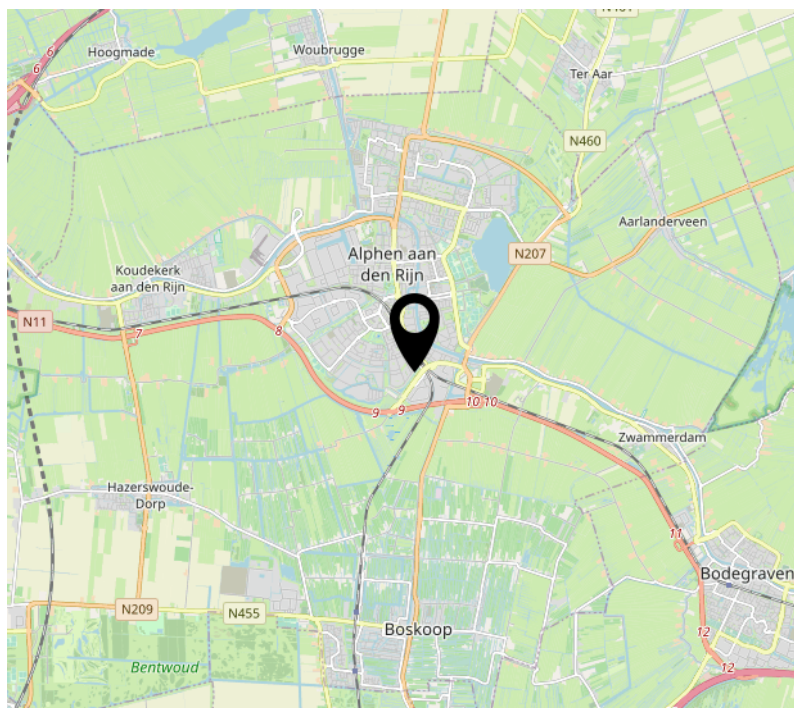 6
Hoogmade
Woubrugge
6
Ter Aar
N460
Aarlanderveen
Alphen aan
den Rijn
N207
Koudekerk
aan den Rijn
N11
7
8
9
9
10
10
Zwammerdam
Hazerswoude-
Dorp
11
Bodegraven
N209
N455
Boskoop
12
Bentwoud
12